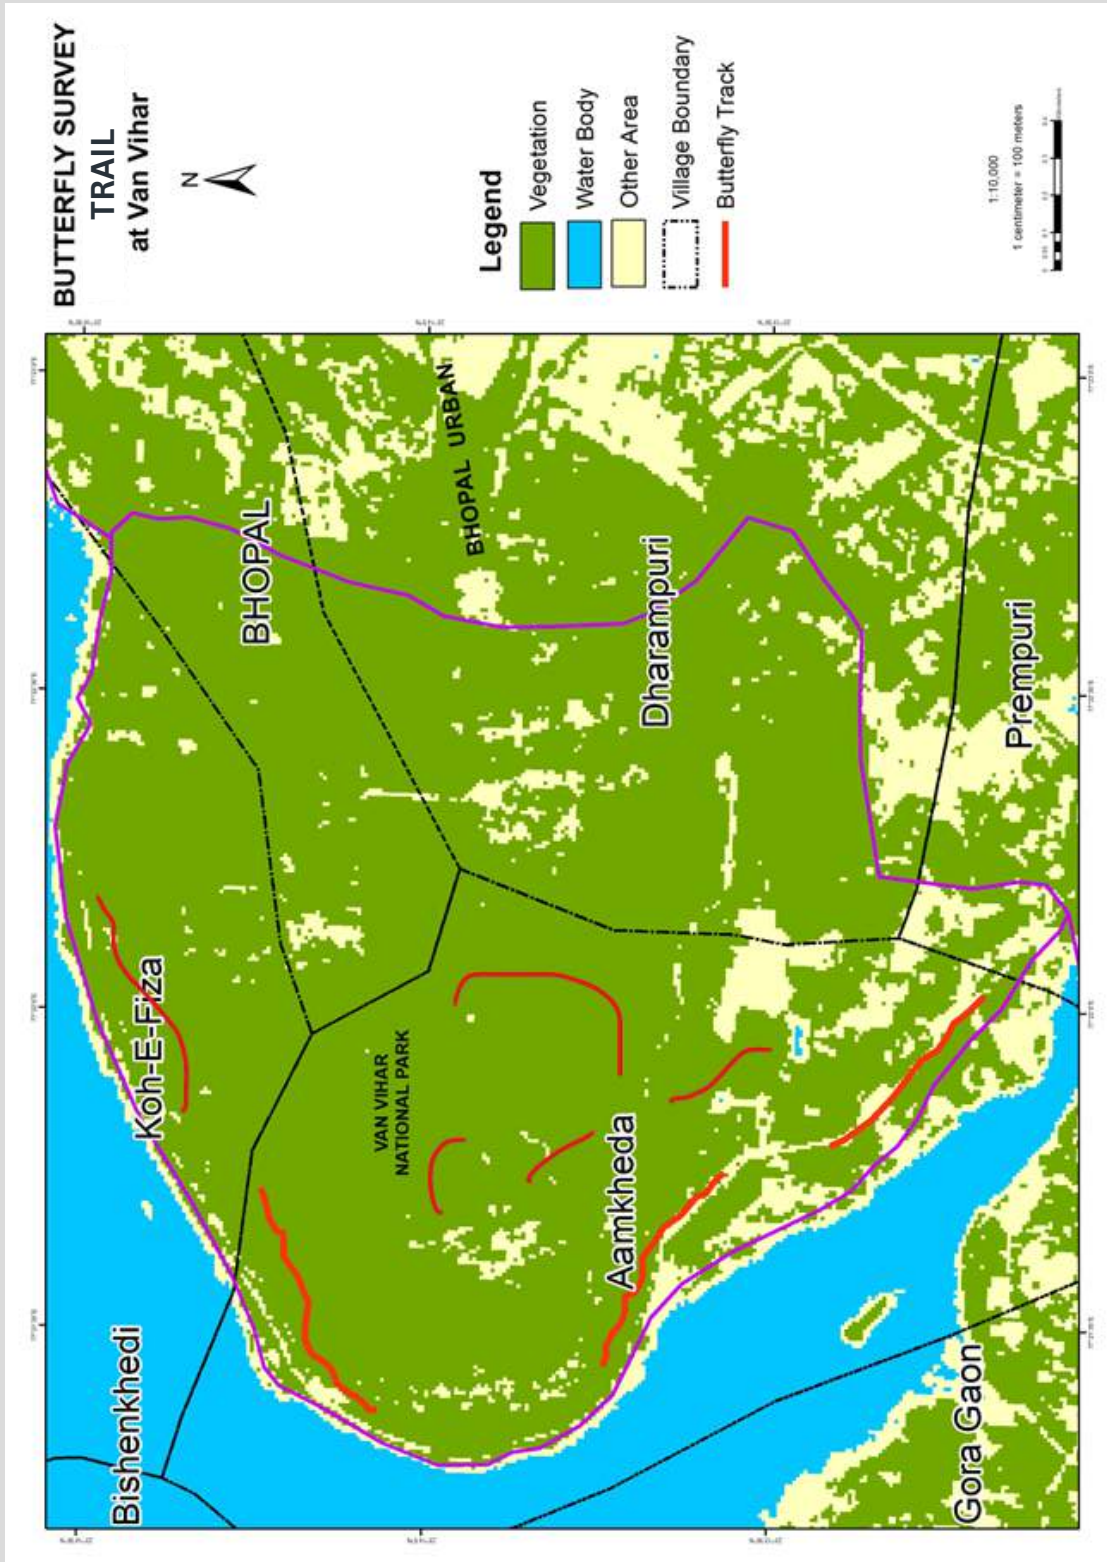 BUTTERFLY SURVEY
TRAIL
at Van Vihar
N
Legend
Vegetation
Water Body
Other Area
Village Boundary
Butterfly Track
1:10,000
1 centimeter = 100 meters
Koh-E-Fiza
BHOPAL
BHOPAL URBAN
Bishenkhedi
VAN VIHAR
NATIONAL PARK
Dharampuri
Aamkheda
Prempuri
Gora Gaon